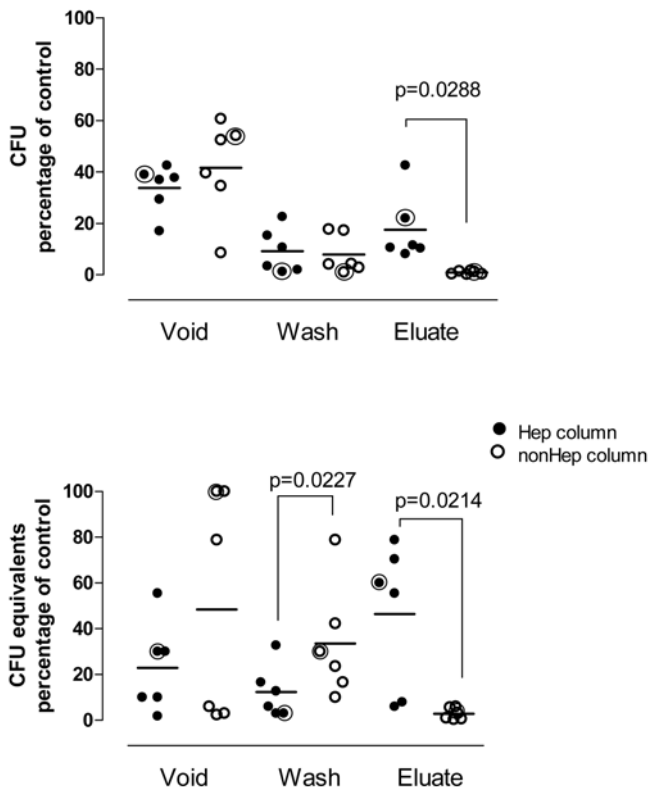 CFU
percentage of control
100
80
60
40
20
0
p=0.0288
Void Wash Eluate
Hep column
nonHep column
CFU equivalents
percentage of control
100
80
60
40
20
0
p=0.0227
p=0.0214
Void Wash Eluate